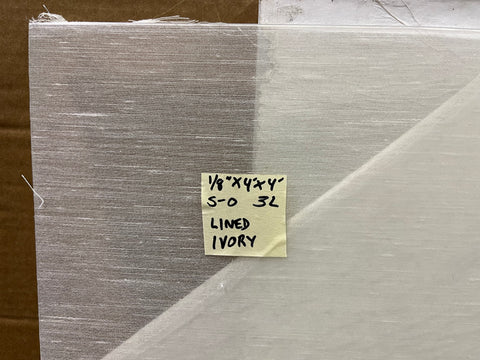 1/8"X4"X4"
S-O 3L
LINED
IVORY